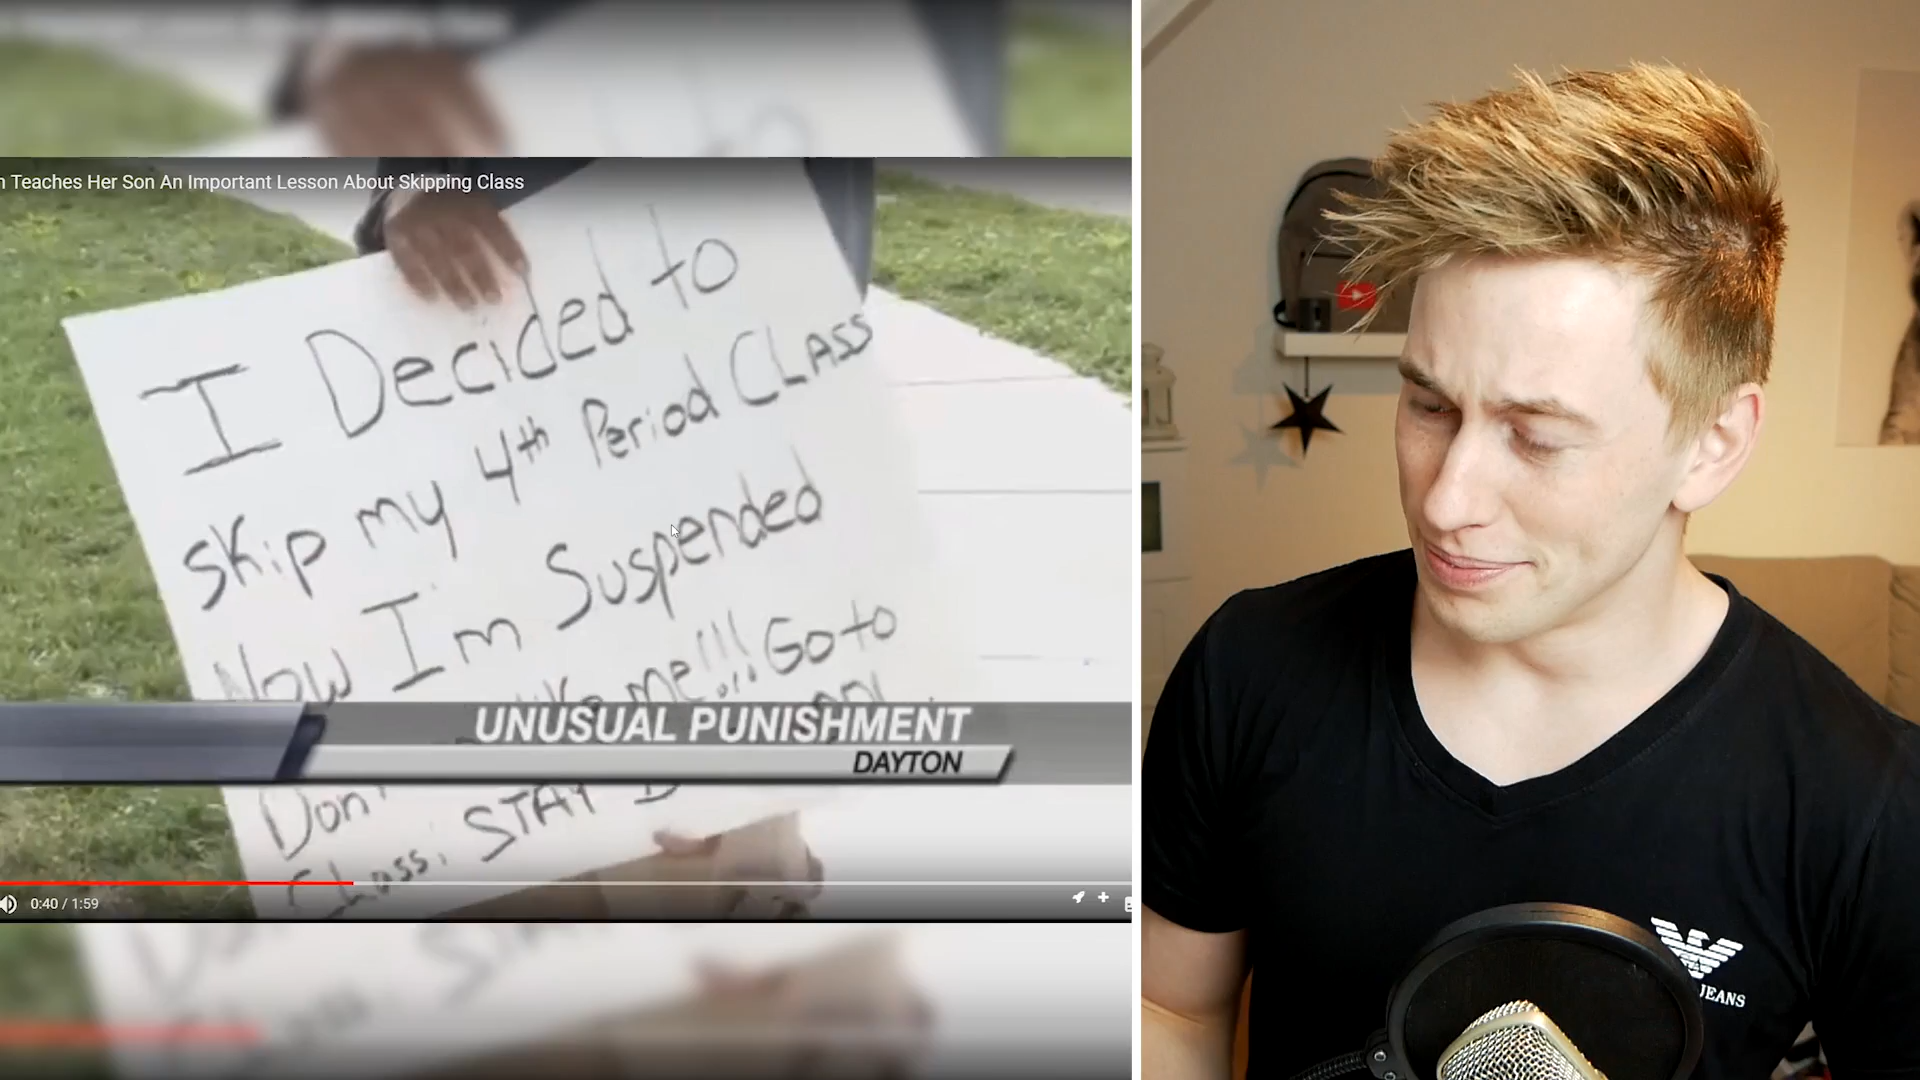 n Teaches Her Son An Important Lesson About Skipping Class
I Decided to
skip my 4th Period CLASS
Now I'm Suspended
me!!! Go to
UNUSUAL PUNISHMENT
DAYTON
Don't
Class. STAY
0:40 / 1:59
JEANS